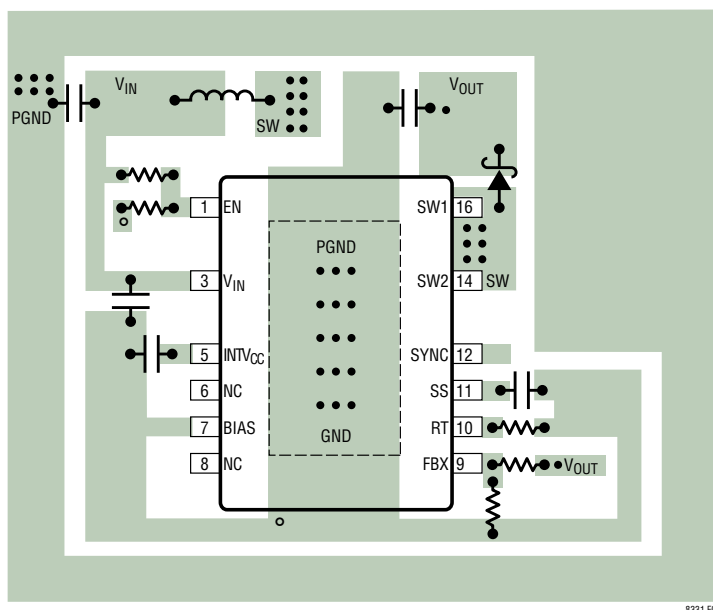 PGND
VIN
SW
VOUT
1 EN
3 VIN
5 INTVCC
6 NC
7 BIAS
8 NC
PGND
GND
SW1 16
SW2 14 SW
SYNC 12
SS 11
RT 10
FBX 9
VOUT